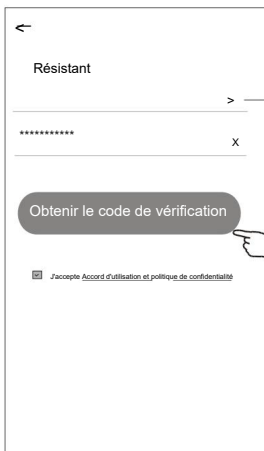 ←
Résistant
>
***********
X
Obtenir le code de vérification
J'accepte Accord d'utilisation et politique de confidentialité